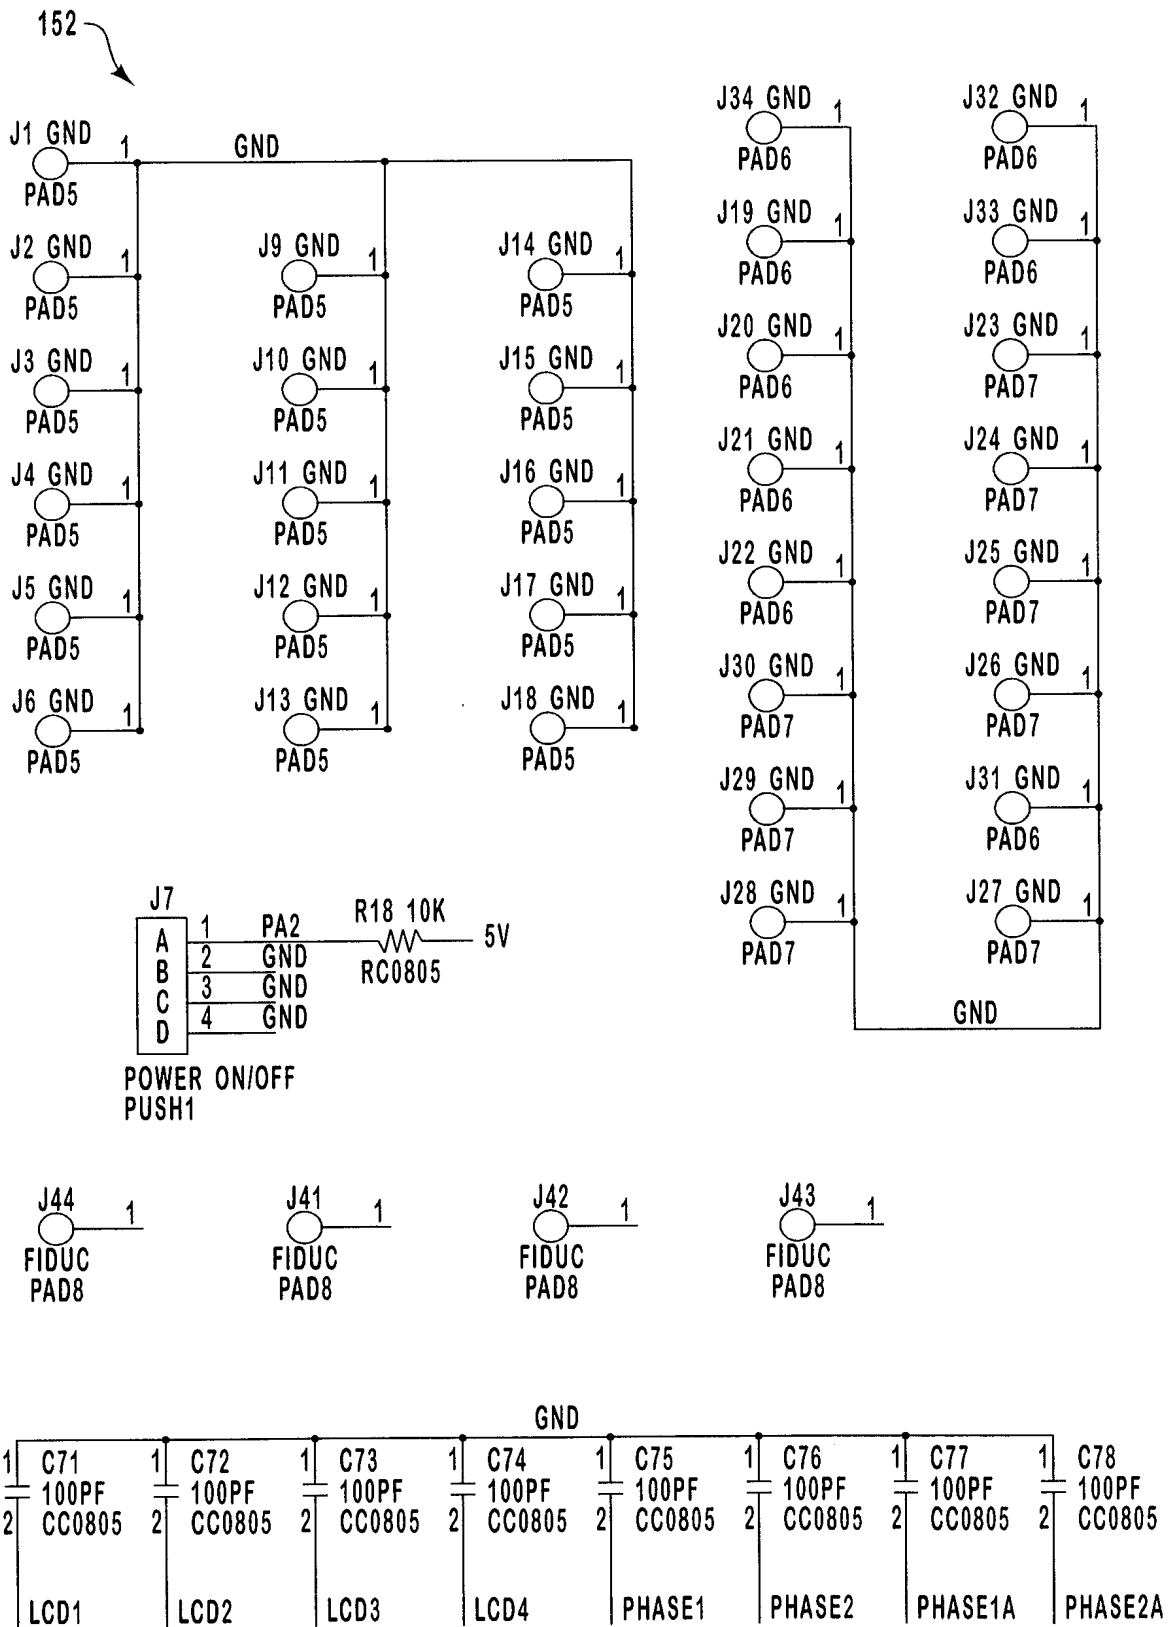 152
J1 GND 1
PAD5
GND
J2 GND 1
PAD5
J3 GND 1
PAD5
J4 GND 1
PAD5
J5 GND 1
PAD5
J6 GND 1
PAD5
J9 GND 1
PAD5
J10 GND 1
PAD5
J11 GND 1
PAD5
J12 GND 1
PAD5
J13 GND 1
PAD5
J14 GND 1
PAD5
J15 GND 1
PAD5
J16 GND 1
PAD5
J17 GND 1
PAD5
J18 GND 1
PAD5
J34 GND 1
PAD6
J19 GND 1
PAD6
J20 GND 1
PAD6
J21 GND 1
PAD6
J22 GND 1
PAD6
J30 GND 1
PAD7
J29 GND 1
PAD7
J28 GND 1
PAD7
J32 GND 1
PAD6
J33 GND 1
PAD6
J23 GND 1
PAD7
J24 GND 1
PAD7
J25 GND 1
PAD7
J26 GND 1
PAD7
J31 GND 1
PAD6
J27 GND 1
PAD7
GND
J7
A 1 PA2
B 2 GND
C 3 GND
D 4 GND
R18 10K
RC0805
5V
POWER ON/OFF
PUSH1
J44 1
FIDUC
PAD8
J41 1
FIDUC
PAD8
J42 1
FIDUC
PAD8
J43 1
FIDUC
PAD8
GND
1 C71
100PF
2 CC0805
LCD1
1 C72
100PF
2 CC0805
LCD2
1 C73
100PF
2 CC0805
LCD3
1 C74
100PF
2 CC0805
LCD4
1 C75
100PF
2 CC0805
PHASE1
1 C76
100PF
2 CC0805
PHASE2
1 C77
100PF
2 CC0805
PHASE1A
1 C78
100PF
2 CC0805
PHASE2A